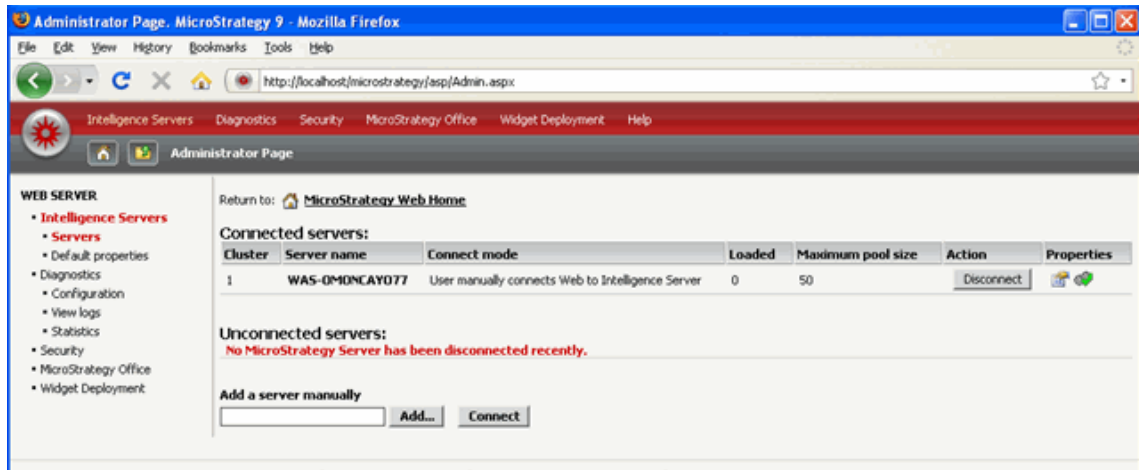 Administrator Page. MicroStrategy 9 - Mozilla Firefox
File Edit View History Bookmarks Tools Help
http://localhost/microstrategy/asp/Admin.aspx
Intelligence Servers Diagnostics Security MicroStrategy Office Widget Deployment Help
Administrator Page
WEB SERVER
• Intelligence Servers
• Servers
• Default properties
• Diagnostics
• Configuration
• View logs
• Statistics
• Security
• MicroStrategy Office
• Widget Deployment
Return to: MicroStrategy Web Home
Connected servers:
Cluster Server name Connect mode Loaded Maximum pool size Action Properties
1 WAS-OMONCAYO77 User manually connects Web to Intelligence Server 0 50 Disconnect
Unconnected servers:
No MicroStrategy Server has been disconnected recently.
Add a server manually
Add... Connect